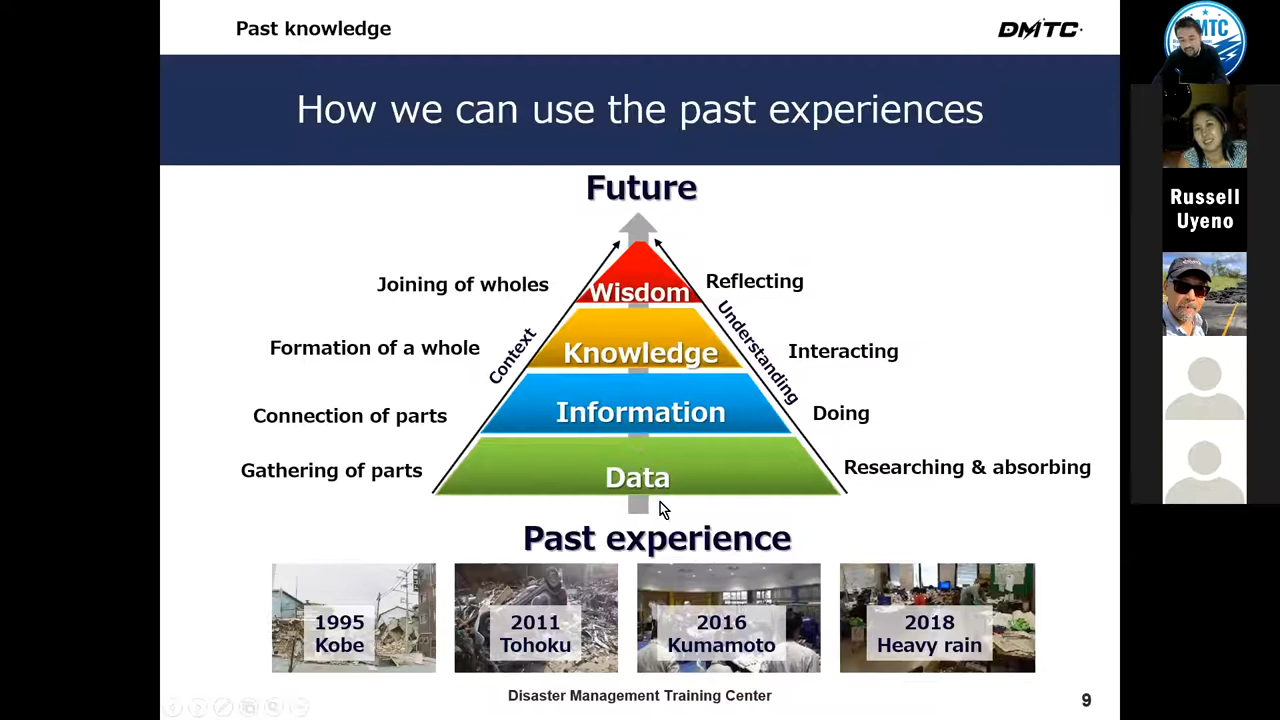 Past knowledge
DMTC
How we can use the past experiences
Future
Joining of wholes
Wisdom
Reflecting
Context
Understanding
Formation of a whole
Knowledge
Interacting
Connection of parts
Information
Doing
Gathering of parts
Data
Researching & absorbing
Past experience
1995
Kobe
2011
Tohoku
2016
Kumamoto
2018
Heavy rain
Disaster Management Training Center
9
DMTC
Russell
Uyeno